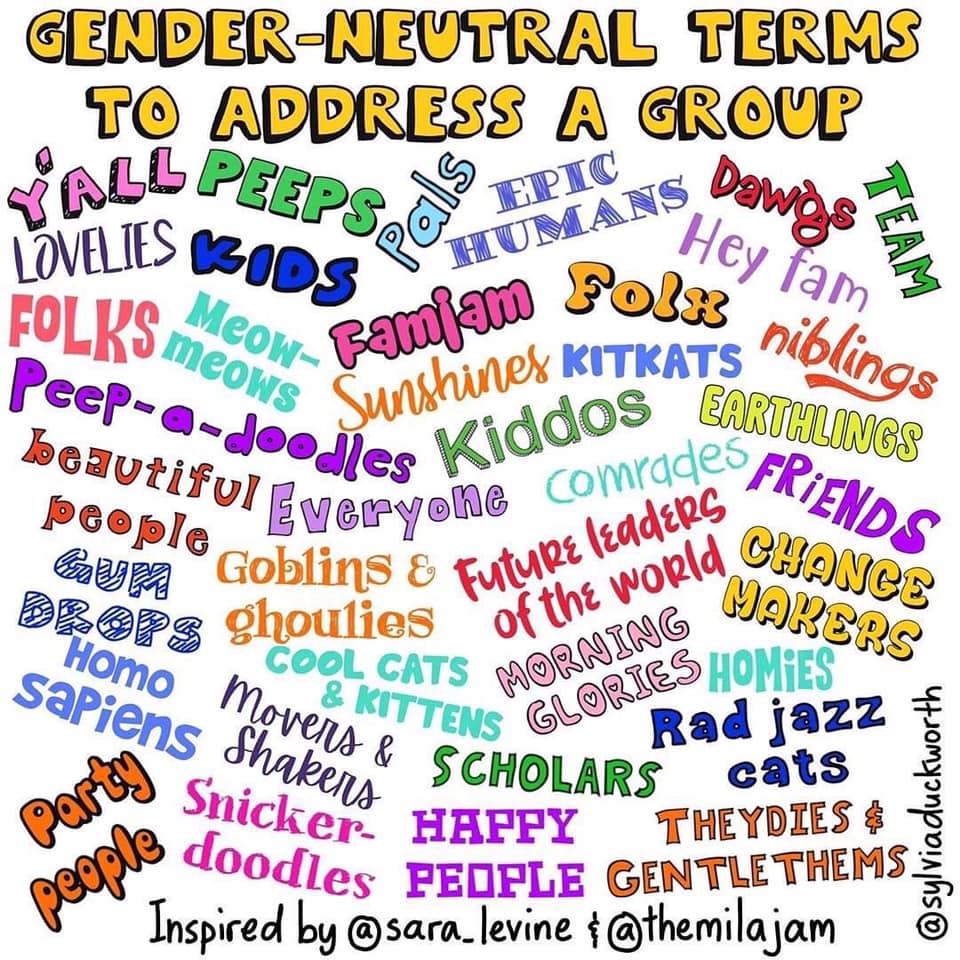 GENDER-NEUTRAL TERMS
TO ADDRESS A GROUP
Y'ALL
PEEPS
Pals
EPIC
HUMANS
Dawgs
TEAM
LOVELIES
KIDS
Hey fam
FOLKS
Meow-
meows
Famjam
Folx
niblings
Sunshines
KITKATS
Peep-a-doodles
Kiddos
EARTHLINGS
beautiful
people
Everyone
comrades
FRiENDS
GUM
DROPS
Goblins &
ghoulies
Future leaders
of the world
CHANGE
MAKERS
Homo
sapiens
COOL CATS
& KITTENS
MORNING
GLORIES
HOMiES
Movers &
Shakers
SCHOLARS
Rad jazz
cats
Party
people
Snicker-
doodles
HAPPY
PEOPLE
THEYDIES &
GENTLETHEMS
@sylviaduckworth
Inspired by @sara_levine & @themilajam